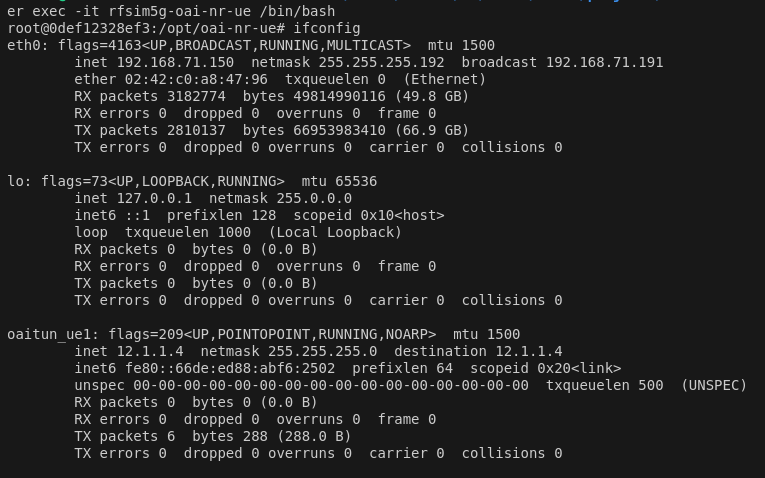 er exec -it rfsim5g-oai-nr-ue /bin/bash
root@0def12328ef3:/opt/oai-nr-ue# ifconfig
eth0: flags=4163<UP,BROADCAST,RUNNING,MULTICAST>  mtu 1500
        inet 192.168.71.150  netmask 255.255.255.192  broadcast 192.168.71.191
        ether 02:42:c0:a8:47:96  txqueuelen 0  (Ethernet)
        RX packets 3182774  bytes 49814990116 (49.8 GB)
        RX errors 0  dropped 0  overruns 0  frame 0
        TX packets 2810137  bytes 66953983410 (66.9 GB)
        TX errors 0  dropped 0 overruns 0  carrier 0  collisions 0

lo: flags=73<UP,LOOPBACK,RUNNING>  mtu 65536
        inet 127.0.0.1  netmask 255.0.0.0
        inet6 ::1  prefixlen 128  scopeid 0x10<host>
        loop  txqueuelen 1000  (Local Loopback)
        RX packets 0  bytes 0 (0.0 B)
        RX errors 0  dropped 0  overruns 0  frame 0
        TX packets 0  bytes 0 (0.0 B)
        TX errors 0  dropped 0 overruns 0  carrier 0  collisions 0

oaitun_ue1: flags=209<UP,POINTOPOINT,RUNNING,NOARP>  mtu 1500
        inet 12.1.1.4  netmask 255.255.255.0  destination 12.1.1.4
        inet6 fe80::66de:ed88:abf6:2502  prefixlen 64  scopeid 0x20<link>
        unspec 00-00-00-00-00-00-00-00-00-00-00-00-00-00-00-00  txqueuelen 500  (UNSPEC)
        RX packets 0  bytes 0 (0.0 B)
        RX errors 0  dropped 0  overruns 0  frame 0
        TX packets 6  bytes 288 (288.0 B)
        TX errors 0  dropped 0 overruns 0  carrier 0  collisions 0